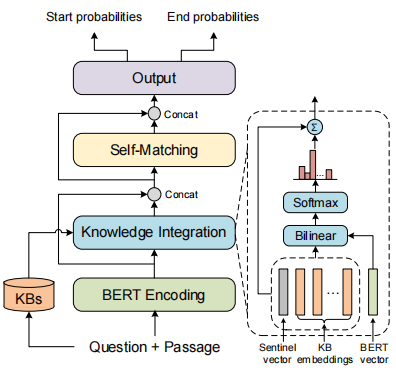 Start probabilities
End probabilities
Output
Concat
Self-Matching
Concat
Knowledge Integration
KBs
BERT Encoding
Question + Passage
Σ
...
Softmax
Bilinear
...
Sentinel
vector
KB
embeddings
BERT
vector